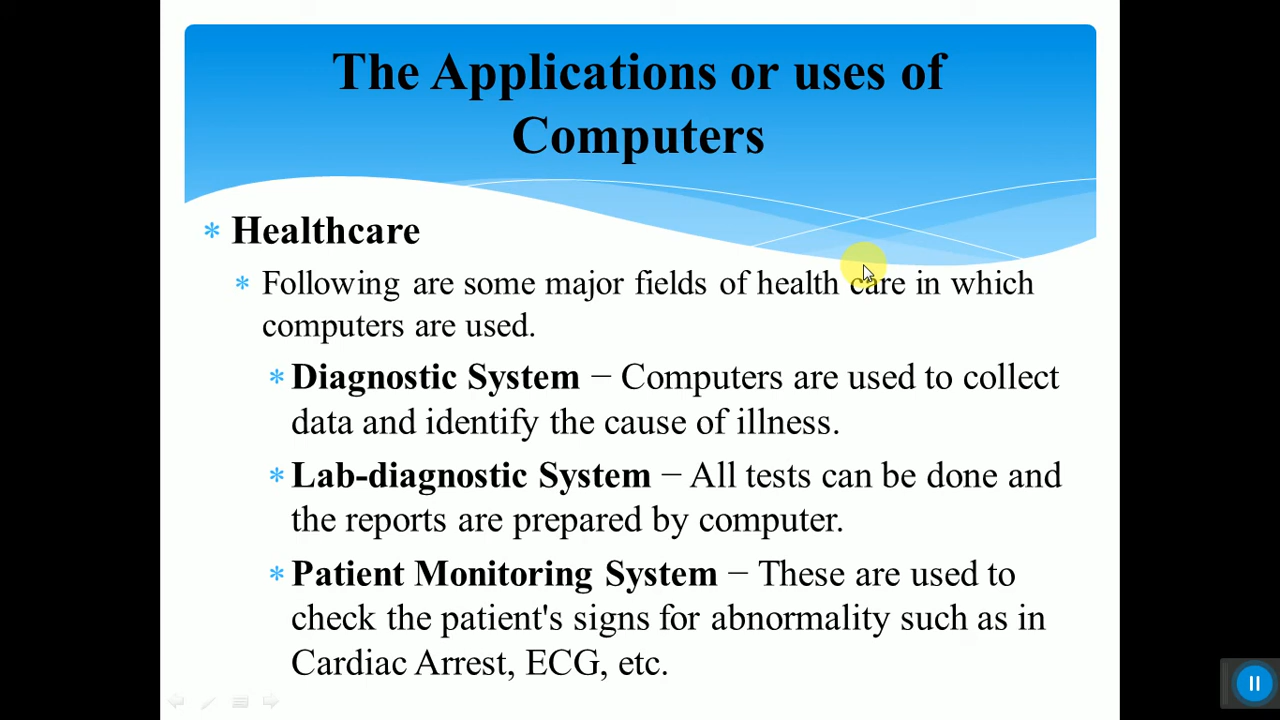 The Applications or uses of
Computers
Healthcare
Following are some major fields of health care in which
computers are used.
Diagnostic System − Computers are used to collect
data and identify the cause of illness.
Lab-diagnostic System − All tests can be done and
the reports are prepared by computer.
Patient Monitoring System − These are used to
check the patient's signs for abnormality such as in
Cardiac Arrest, ECG, etc.